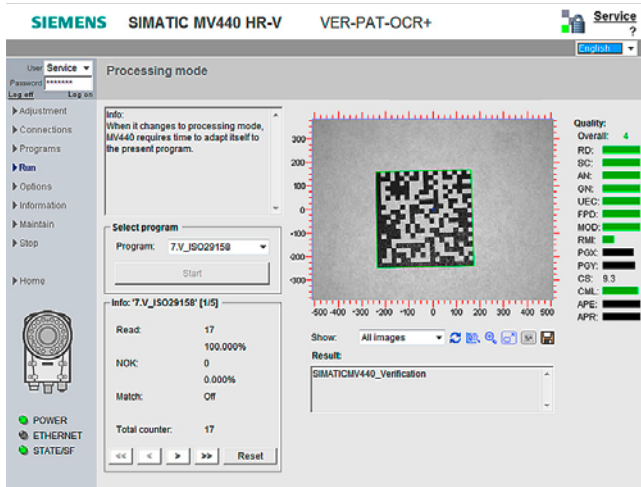 SIEMENS SIMATIC MV440 HR-V VER-PAT-OCR+ Service
?
English
User Service
Password *******
Log off Log on
Processing mode
Adjustment
Connections
Programs
Run
Options
Information
Maintain
Stop
Home
POWER
ETHERNET
STATE/SF
Info:
When it changes to processing mode,
MV440 requires time to adapt itself to
the present program.
Select program
Program: 7.V_ISO29158
Start
Info: '7.V_ISO29158' [1/5]
Read: 17
100.000%
NOK: 0
0.000%
Match: Off
Total counter: 17
<< < > >> Reset
300
200
100
0
-100
-200
-300
-500 -400 -300 -200 -100 0 100 200 300 400 500
Show: All images
Result:
SIMATICMV440_Verification
Quality:
Overall: 4
RD:
SC:
AN:
GN:
UEC:
FPD:
MOD:
RMI:
PGX:
PGY:
CS: 9.3
CML:
APE:
APR: